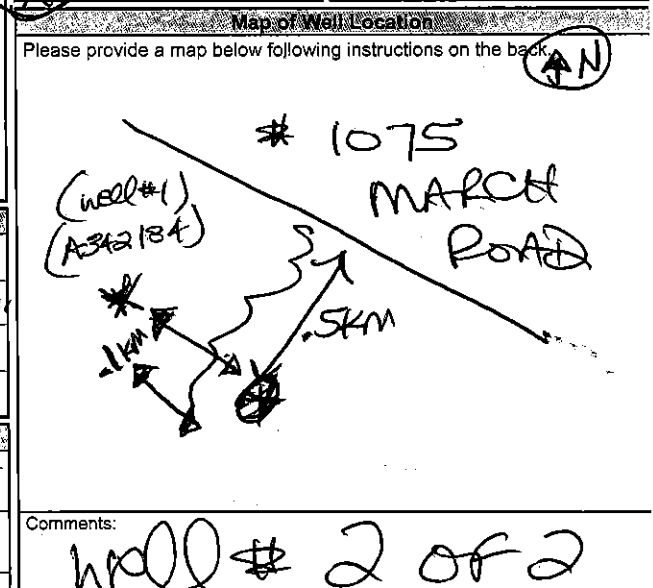 Map of Well Location
Please provide a map below following instructions on the back.
N
# 1075
MARCH
ROAD
(well #1)
(A342184)
.5KM
.1KM
Comments:
Well # 2 OF 2